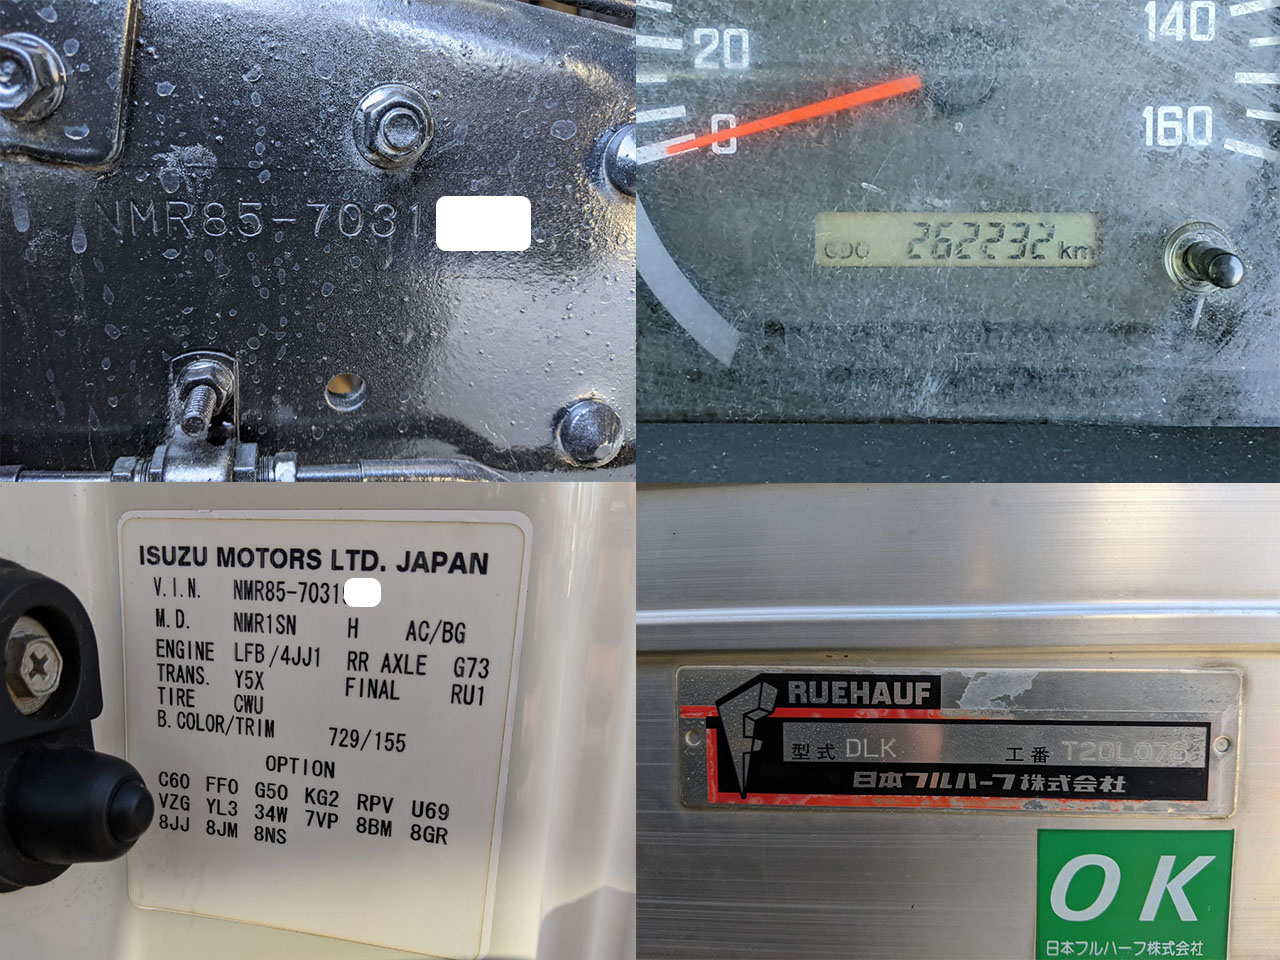 NMR85-7031
20
0
140
160
ODO 262232 km
ISUZU MOTORS LTD. JAPAN
V.I.N. NMR85-7031
M.D. NMR1SN H AC/BG
ENGINE LFB/4JJ1 RR AXLE G73
TRANS. Y5X FINAL RU1
TIRE CWU
B.COLOR/TRIM 729/155
OPTION
C60 FF0 G50 KG2 RPV U69
VZG YL3 34W 7VP 8BM 8GR
8JJ 8JM 8NS
RUEHAUF
型式 DLK 工番 T2DL076
日本フルハーフ株式会社
OK
日本フルハーフ株式会社